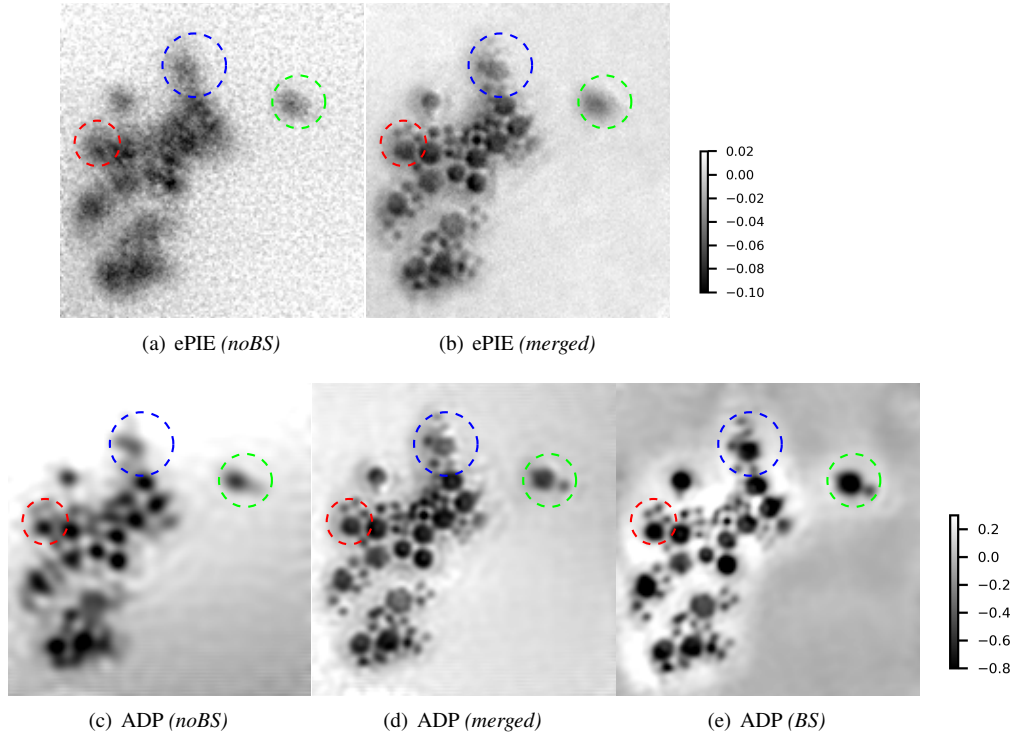 0.02
0.00
−0.02
−0.04
−0.06
−0.08
−0.10
(a) ePIE (noBS)
(b) ePIE (merged)
0.2
0.0
−0.2
−0.4
−0.6
−0.8
(c) ADP (noBS)
(d) ADP (merged)
(e) ADP (BS)